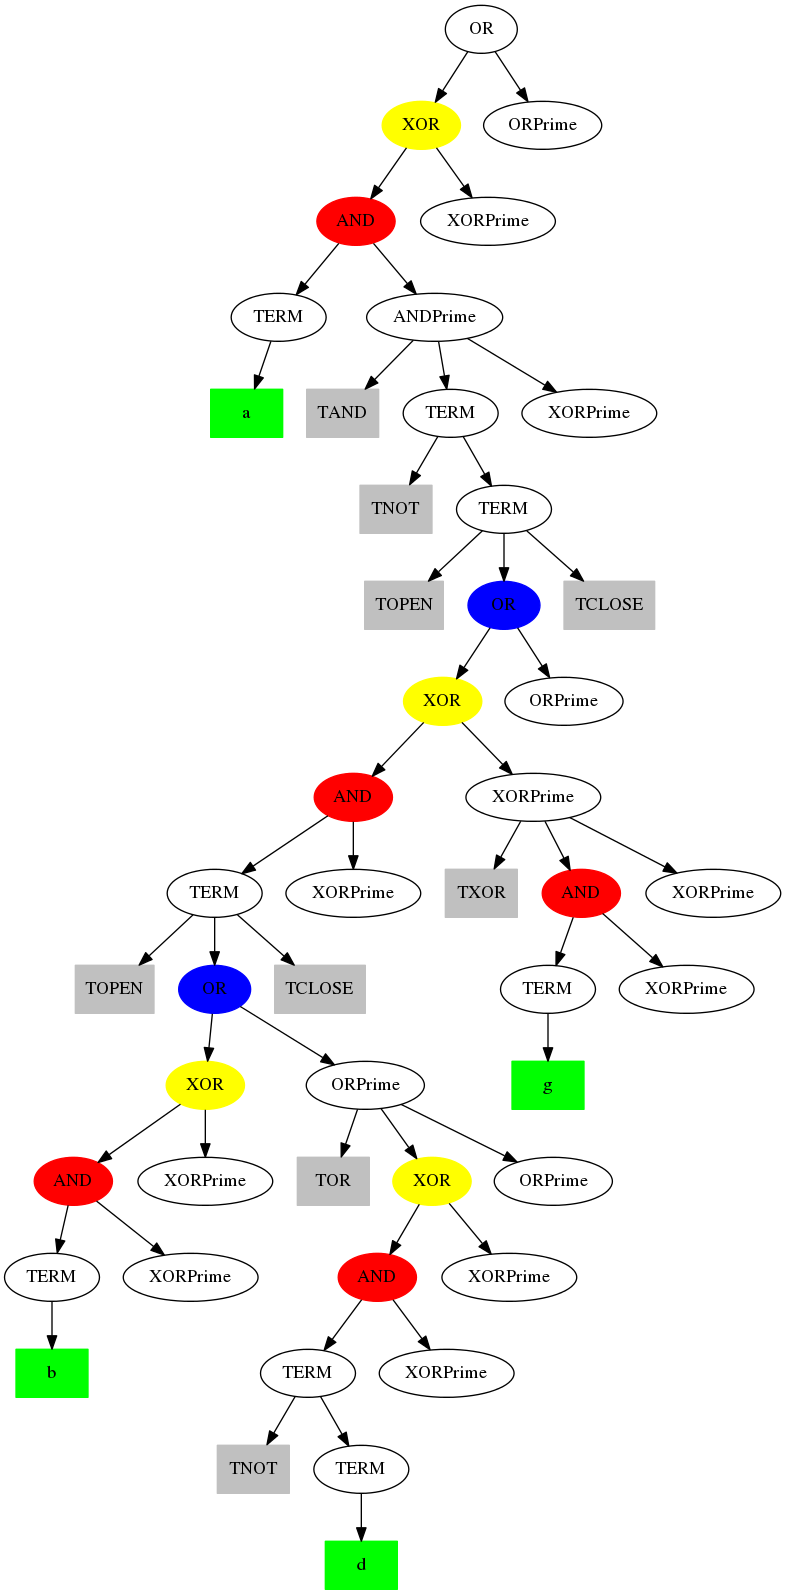 OR
XOR
ORPrime
AND
XORPrime
TERM
ANDPrime
a
TAND
TERM
XORPrime
TNOT
TERM
TOPEN
OR
TCLOSE
XOR
ORPrime
AND
XORPrime
TERM
XORPrime
TXOR
AND
XORPrime
TOPEN
OR
TCLOSE
TERM
XORPrime
XOR
ORPrime
g
AND
XORPrime
TOR
XOR
ORPrime
TERM
XORPrime
AND
XORPrime
b
TERM
XORPrime
TNOT
TERM
d